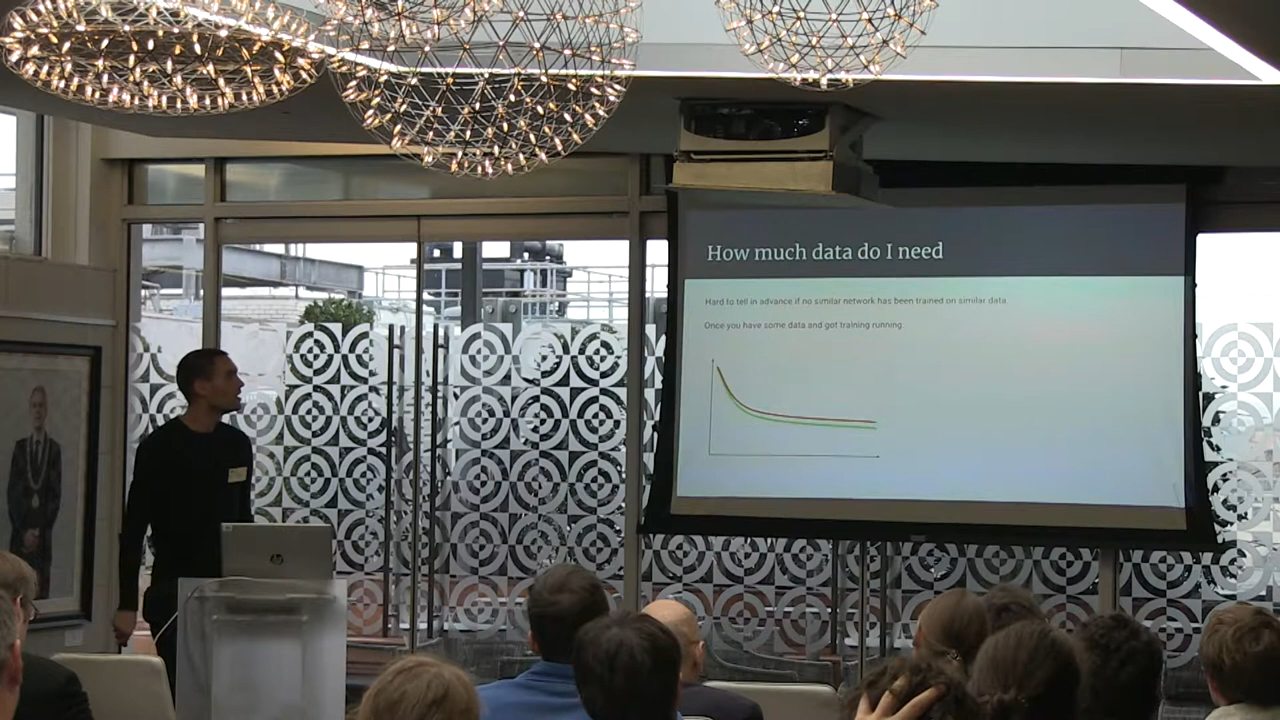 How much data do I need
Hard to tell in advance if no similar network has been trained on similar data.
Once you have some data and got training running:
hp